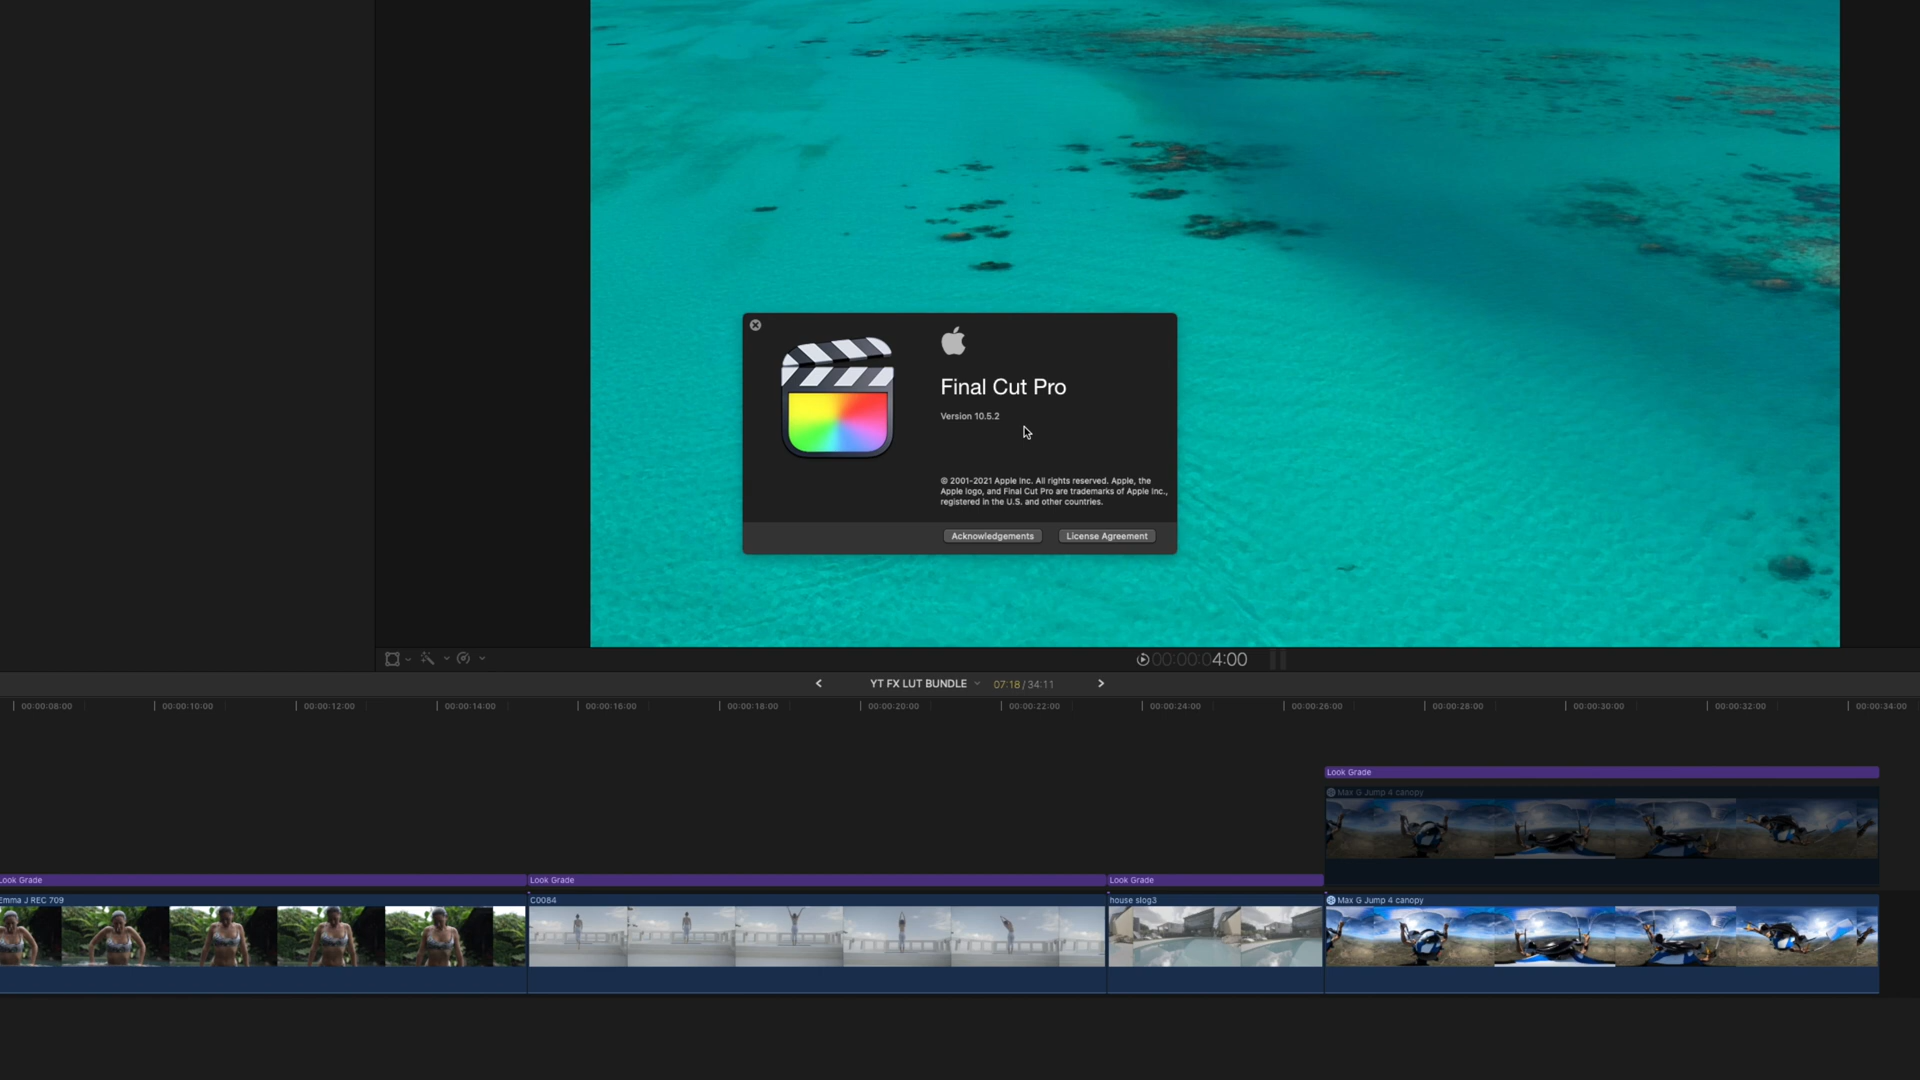 Final Cut Pro
Version 10.5.2
© 2001-2021 Apple Inc. All rights reserved. Apple, the
Apple logo, and Final Cut Pro are trademarks of Apple Inc.,
registered in the U.S. and other countries.
Acknowledgements
License Agreement
00:00:04:00
YT FX LUT BUNDLE
07:18 / 34:11
00:00:08:00
00:00:10:00
00:00:12:00
00:00:14:00
00:00:16:00
00:00:18:00
00:00:20:00
00:00:22:00
00:00:24:00
00:00:26:00
00:00:28:00
00:00:30:00
00:00:32:00
00:00:34:00
Look Grade
Max G Jump 4 canopy
Look Grade
Look Grade
Look Grade
Emma J REC 709
C0084
house slog3
Max G Jump 4 canopy